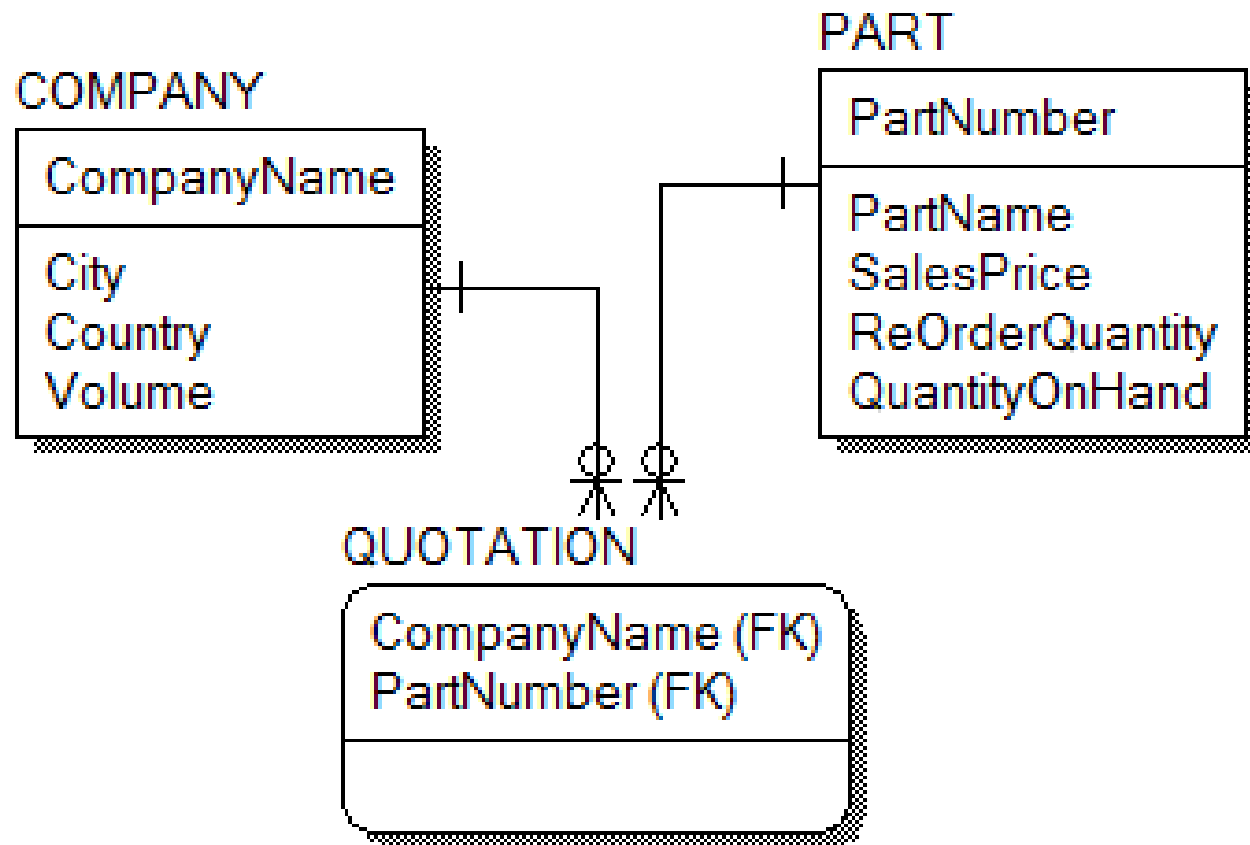 COMPANY
CompanyName
City
Country
Volume
PART
PartNumber
PartName
SalesPrice
ReOrderQuantity
QuantityOnHand
QUOTATION
CompanyName (FK)
PartNumber (FK)